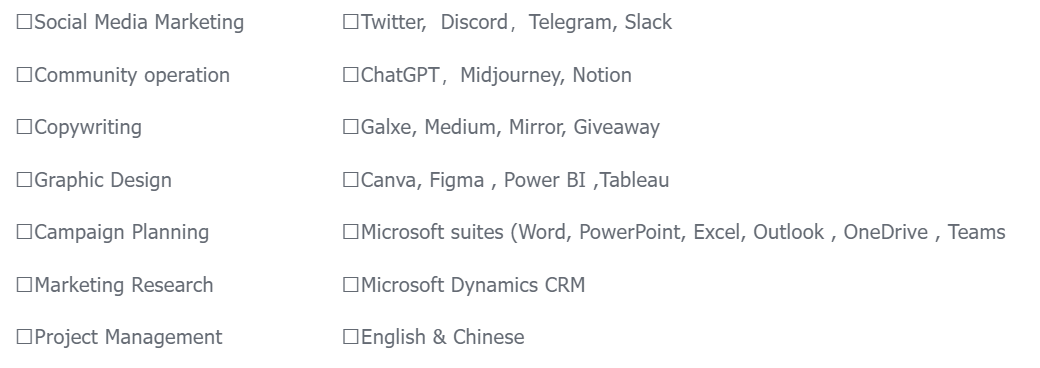 ☐Social Media Marketing ☐Twitter,  Discord，Telegram, Slack
☐Community operation ☐ChatGPT，Midjourney, Notion
☐Copywriting ☐Galxe, Medium, Mirror, Giveaway
☐Graphic Design ☐Canva, Figma , Power BI ,Tableau
☐Campaign Planning ☐Microsoft suites (Word, PowerPoint, Excel, Outlook , OneDrive , Teams
☐Marketing Research ☐Microsoft Dynamics CRM
☐Project Management ☐English & Chinese